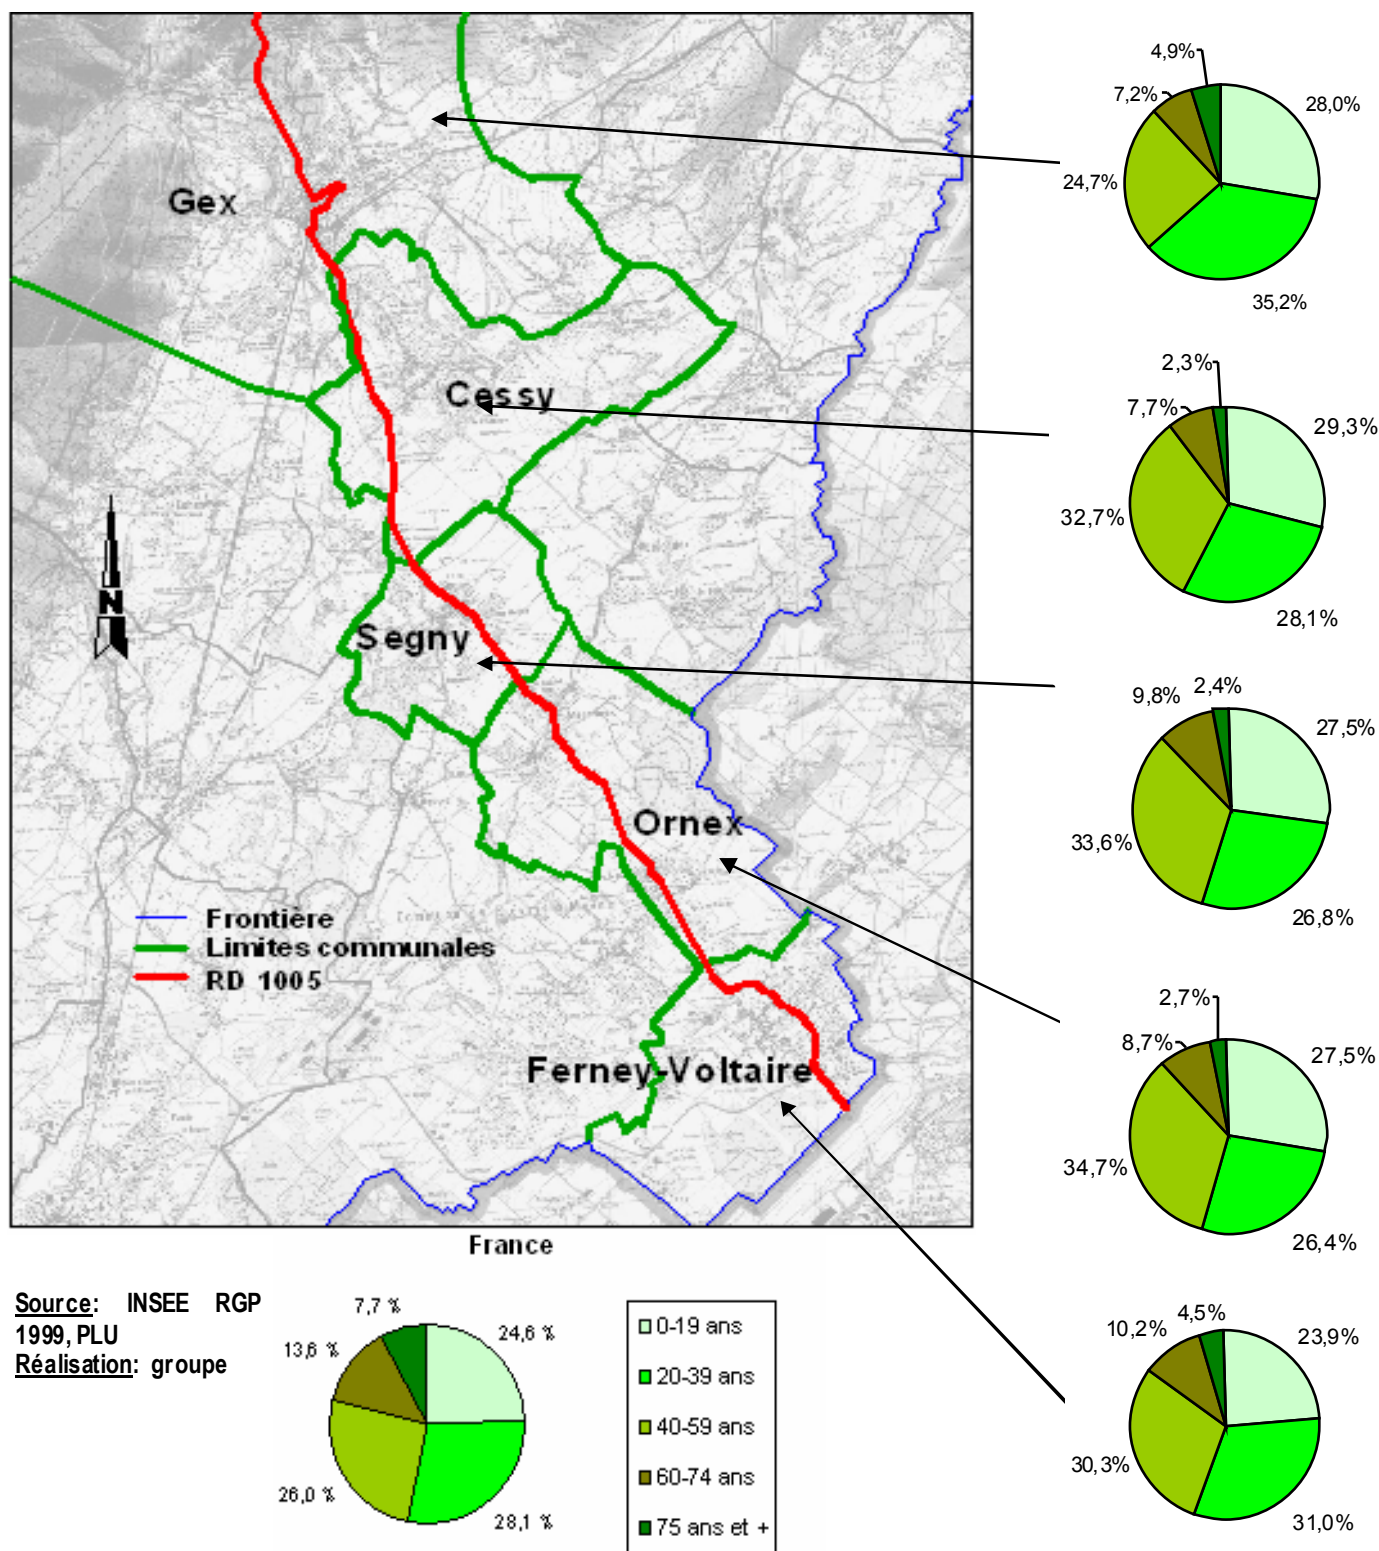 4,9%
7,2%
28,0%
24,7%
35,2%
Gex
2,3%
7,7%
29,3%
32,7%
28,1%
Cessy
N
Segny
9,8%
2,4%
27,5%
33,6%
26,8%
Ornex
Frontière
Limites communales
RD 1005
2,7%
8,7%
27,5%
34,7%
26,4%
Ferney-Voltaire
France
Source: INSEE RGP
1999, PLU
Réalisation: groupe
7,7 %
24,6 %
13,6 %
26,0 %
28,1 %
0-19 ans
20-39 ans
40-59 ans
60-74 ans
75 ans et +
4,5%
10,2%
23,9%
30,3%
31,0%